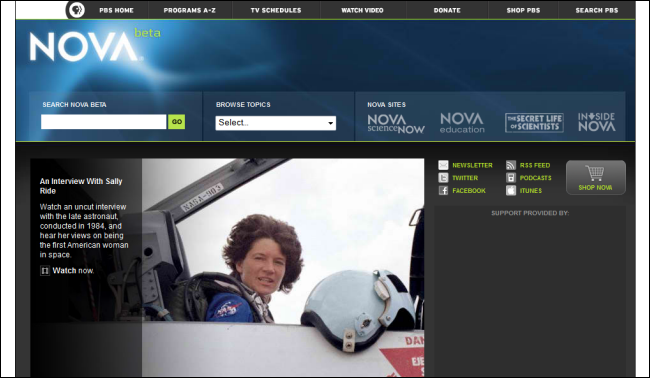 PBS HOME PROGRAMS A-Z TV SCHEDULES WATCH VIDEO DONATE SHOP PBS SEARCH PBS
NOVA beta
SEARCH NOVA BETA
GO
BROWSE TOPICS
Select..
NOVA SITES
NOVA
scienceNOW
NOVA
education
THE SECRET LIFE
OF SCIENTISTS
INSIDE
NOVA
An Interview With Sally
Ride
Watch an uncut interview
with the late astronaut,
conducted in 1984, and
hear her views on being
the first American woman
in space.
Watch now.
NASA-905
DAN
EJE
NEWSLETTER
TWITTER
FACEBOOK
RSS FEED
PODCASTS
ITUNES
SHOP NOVA
SUPPORT PROVIDED BY: